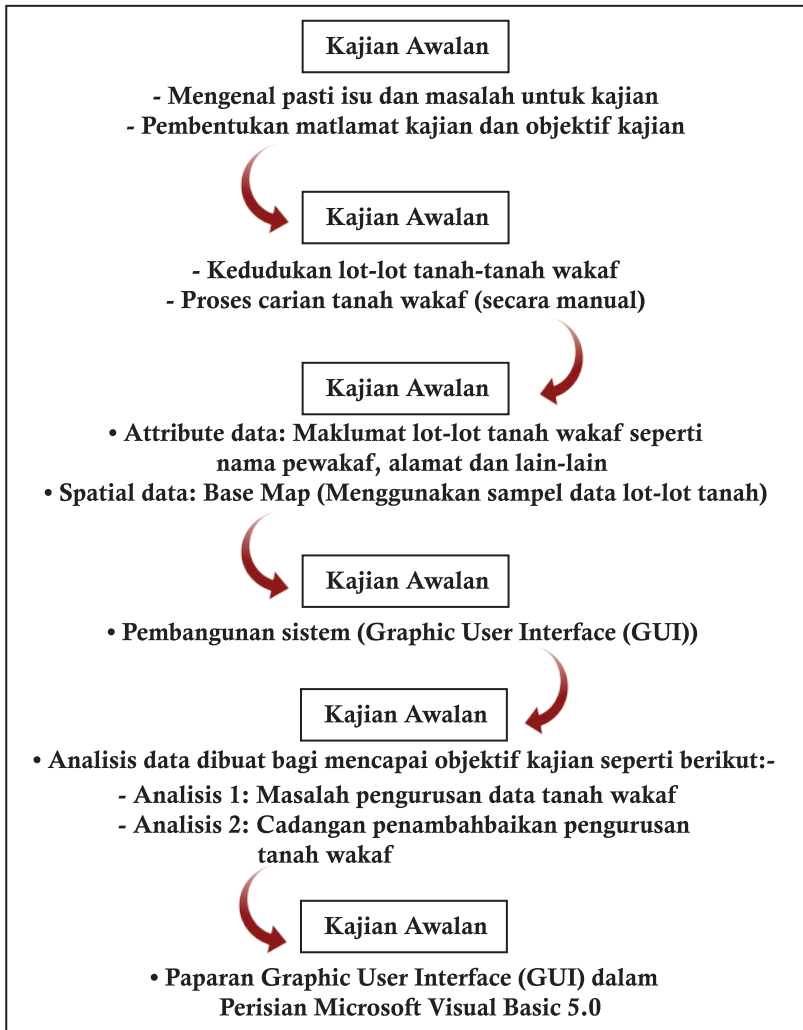 Kajian Awalan
- Mengenal pasti isu dan masalah untuk kajian
- Pembentukan matlamat kajian dan objektif kajian
Kajian Awalan
- Kedudukan lot-lot tanah-tanah wakaf
- Proses carian tanah wakaf (secara manual)
Kajian Awalan
• Attribute data: Maklumat lot-lot tanah wakaf seperti
nama pewakaf, alamat dan lain-lain
• Spatial data: Base Map (Menggunakan sampel data lot-lot tanah)
Kajian Awalan
• Pembangunan sistem (Graphic User Interface (GUI))
Kajian Awalan
• Analisis data dibuat bagi mencapai objektif kajian seperti berikut:-
- Analisis 1: Masalah pengurusan data tanah wakaf
- Analisis 2: Cadangan penambahbaikan pengurusan
tanah wakaf
Kajian Awalan
• Paparan Graphic User Interface (GUI) dalam
Perisian Microsoft Visual Basic 5.0